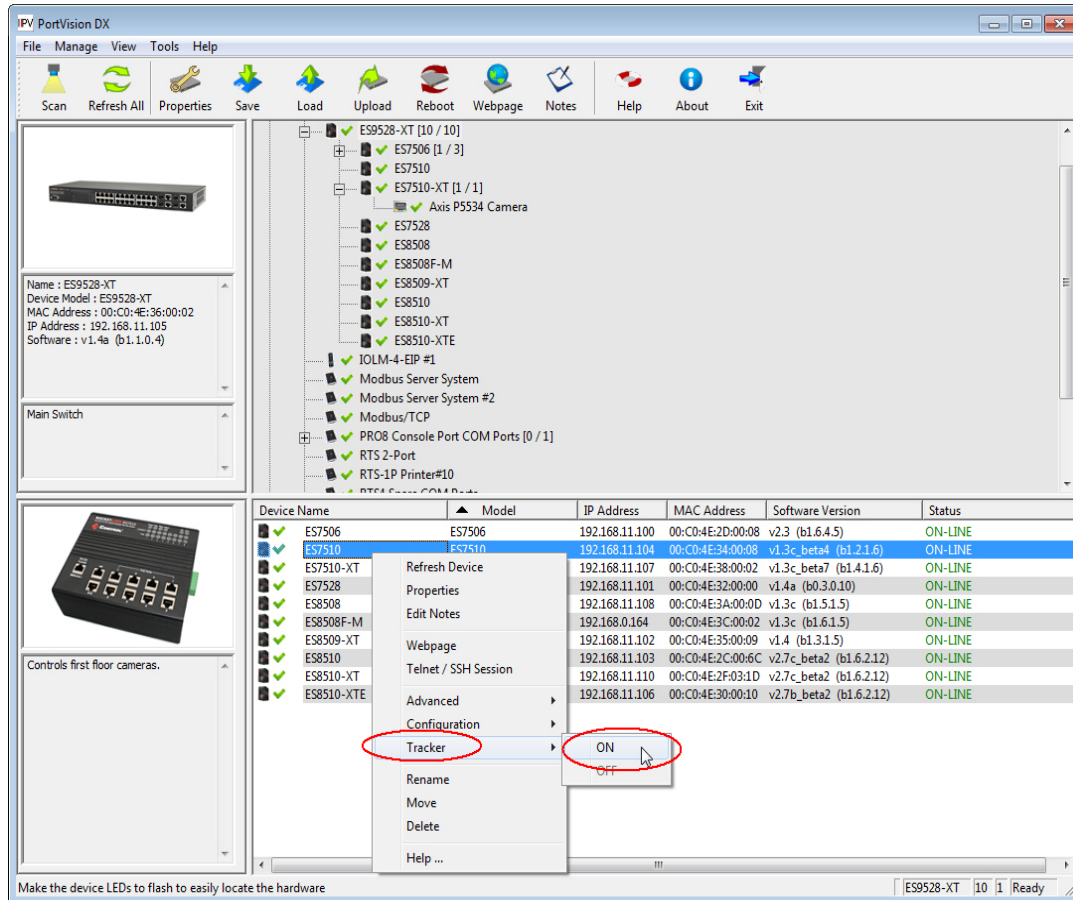 IPV PortVision DX
File Manage View Tools Help
Scan Refresh All Properties Save Load Upload Reboot Webpage Notes Help About Exit
ES9528-XT [10 / 10]
ES7506 [1 / 3]
ES7510
ES7510-XT [1 / 1]
Axis P5534 Camera
ES7528
ES8508
ES8508F-M
ES8509-XT
ES8510
ES8510-XT
ES8510-XTE
IOLM-4-EIP #1
Modbus Server System
Modbus Server System #2
Modbus/TCP
PRO8 Console Port COM Ports [0 / 1]
RTS 2-Port
RTS-1P Printer#10
RTS4 Spare COM Ports
Name : ES9528-XT
Device Model : ES9528-XT
MAC Address : 00:C0:4E:36:00:02
IP Address : 192.168.11.105
Software : v1.4a (b1.1.0.4)
Main Switch
Controls first floor cameras.
Device Name Model IP Address MAC Address Software Version Status
ES7506 ES7506 192.168.11.100 00:C0:4E:2D:00:08 v2.3 (b1.6.4.5) ON-LINE
ES7510 ES7510 192.168.11.104 00:C0:4E:34:00:08 v1.3c_beta4 (b1.2.1.6) ON-LINE
ES7510-XT 192.168.11.107 00:C0:4E:38:00:02 v1.3c_beta7 (b1.4.1.6) ON-LINE
ES7528 192.168.11.101 00:C0:4E:32:00:00 v1.4a (b0.3.0.10) ON-LINE
ES8508 192.168.11.108 00:C0:4E:3A:00:0D v1.3c (b1.5.1.5) ON-LINE
ES8508F-M 192.168.0.164 00:C0:4E:3C:00:02 v1.3c (b1.6.1.5) ON-LINE
ES8509-XT 192.168.11.102 00:C0:4E:35:00:09 v1.4 (b1.3.1.5) ON-LINE
ES8510 192.168.11.103 00:C0:4E:2C:00:6C v2.7c_beta2 (b1.6.2.12) ON-LINE
ES8510-XT 192.168.11.110 00:C0:4E:2F:03:1D v2.7c_beta2 (b1.6.2.12) ON-LINE
ES8510-XTE 192.168.11.106 00:C0:4E:30:00:10 v2.7b_beta2 (b1.6.2.12) ON-LINE
Refresh Device
Properties
Edit Notes
Webpage
Telnet / SSH Session
Advanced
Configuration
Tracker
ON
OFF
Rename
Move
Delete
Help ...
Make the device LEDs to flash to easily locate the hardware
ES9528-XT 10 1 Ready